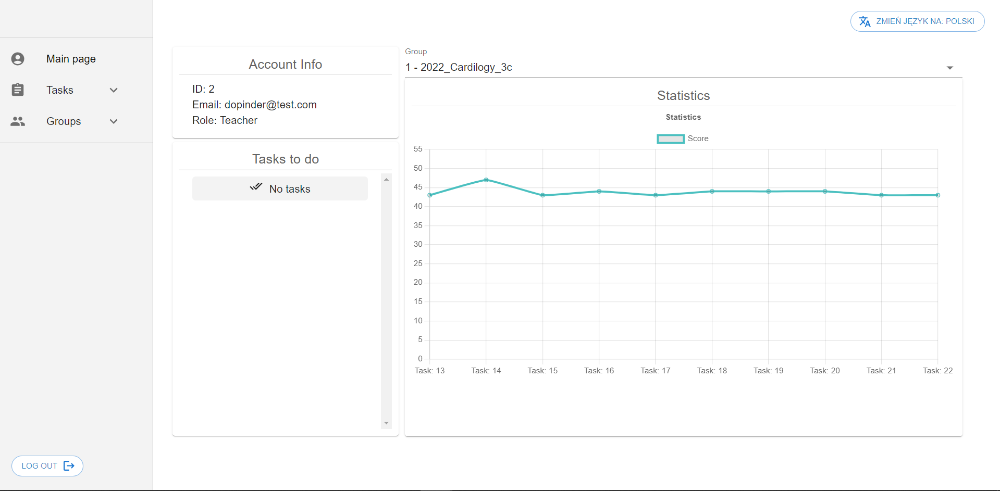 ZMIEŃ JĘZYK NA: POLSKI
Main page
Tasks
Groups
LOG OUT
Account Info
ID: 2
Email: dopinder@test.com
Role: Teacher
Tasks to do
No tasks
Group
1 - 2022_Cardilogy_3c
Statistics
Statistics
Score
55
50
45
40
35
30
25
20
15
10
5
0
Task: 13 Task: 14 Task: 15 Task: 16 Task: 17 Task: 18 Task: 19 Task: 20 Task: 21 Task: 22